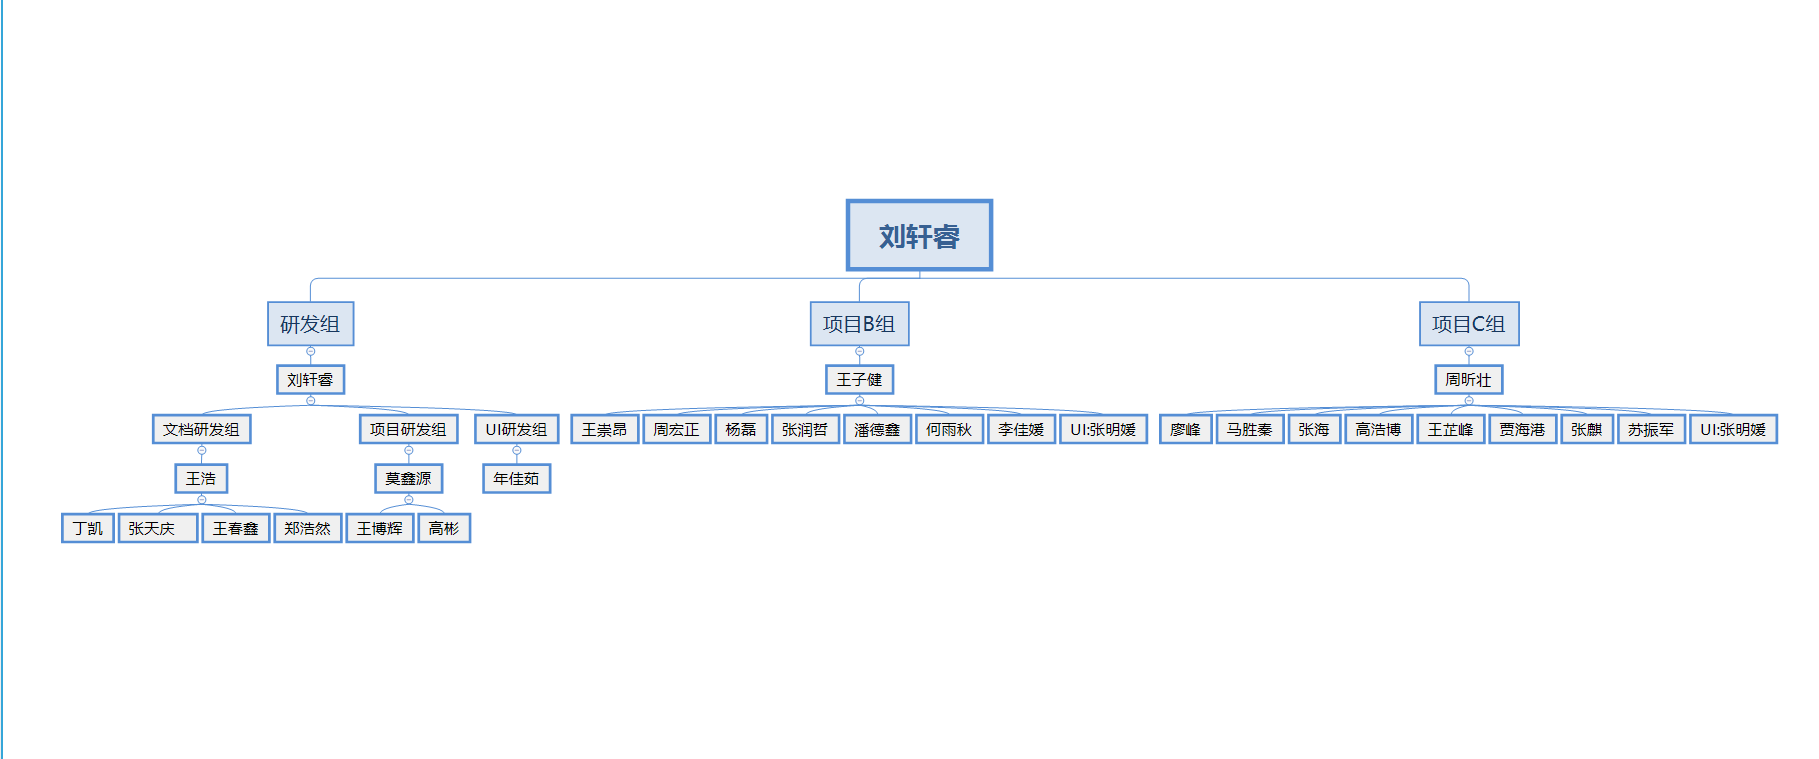 刘轩睿
研发组
项目B组
项目C组
刘轩睿
王子健
周昕壮
文档研发组
项目研发组
UI研发组
王崇昂
周宏正
杨磊
张润哲
潘德鑫
何雨秋
李佳媛
UI:张明媛
廖峰
马胜秦
张海
高浩博
王芷峰
贾海港
张麒
苏振军
UI:张明媛
王浩
莫鑫源
年佳茹
丁凯
张天庆
王春鑫
郑浩然
王博辉
高彬